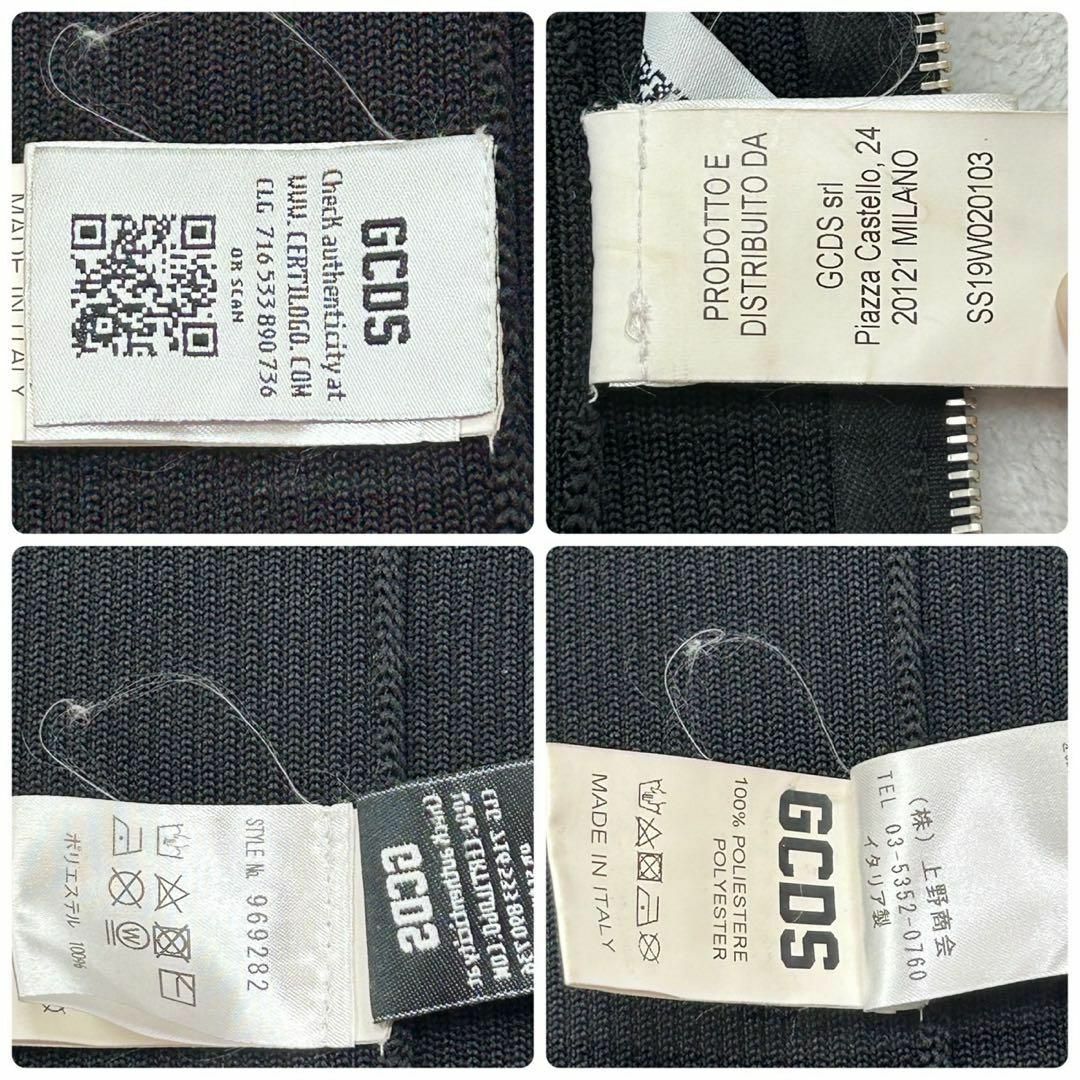 GCDS
Check authenticity at
WWW.CERTILOGO.COM
CLG 716533890736
OR SCAN
MADE IN ITALY
PRODOTTO E
DISTRIBUITO DA
GCDS srl
Piazza Castello, 24
20121 MILANO
SS19W020103
STYLE No 9669282
W
ポリエステル 100%
GCDS
GCDS
100% POLIESTERE
POLYESTER
MADE IN ITALY
(株)上野商会
TEL 03-5352-0760
イタリア製